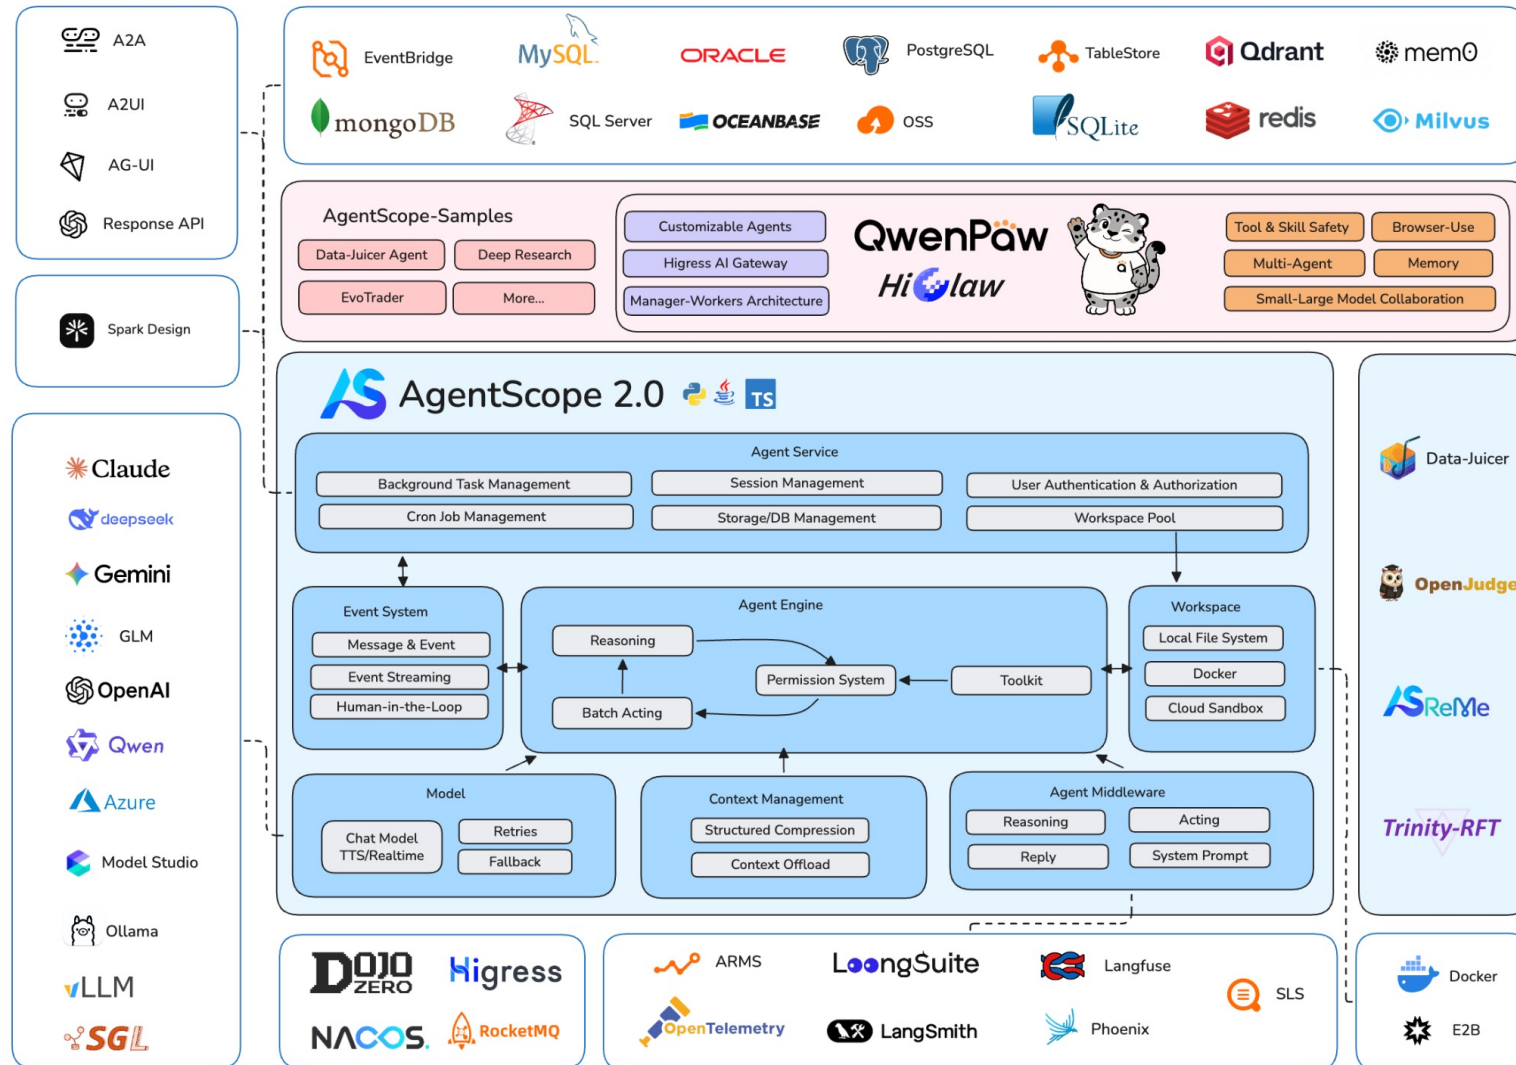 A2A
A2UI
AG-UI
Response API
Spark Design
Claude
deepseek
Gemini
GLM
OpenAI
Qwen
Azure
Model Studio
Ollama
vLLM
SGL
EventBridge
MySQL
ORACLE
PostgreSQL
TableStore
Qdrant
mem0
mongoDB
SQL Server
OCEANBASE
OSS
SQLite
redis
Milvus
AgentScope-Samples
Data-Juicer Agent
Deep Research
EvoTrader
More...
Customizable Agents
Higress AI Gateway
Manager-Workers Architecture
QwenPaw
HiClaw
Tool & Skill Safety
Browser-Use
Multi-Agent
Memory
Small-Large Model Collaboration
AgentScope 2.0
TS
Agent Service
Background Task Management
Session Management
User Authentication & Authorization
Cron Job Management
Storage/DB Management
Workspace Pool
Event System
Message & Event
Event Streaming
Human-in-the-Loop
Agent Engine
Reasoning
Permission System
Toolkit
Batch Acting
Workspace
Local File System
Docker
Cloud Sandbox
Model
Chat Model
TTS/Realtime
Retries
Fallback
Context Management
Structured Compression
Context Offload
Agent Middleware
Reasoning
Acting
Reply
System Prompt
Data-Juicer
OpenJudge
AS ReMe
Trinity-RFT
DOJO
ZERO
Higress
NACOS.
RocketMQ
ARMS
LoongSuite
Langfuse
SLS
OpenTelemetry
LangSmith
Phoenix
Docker
E2B